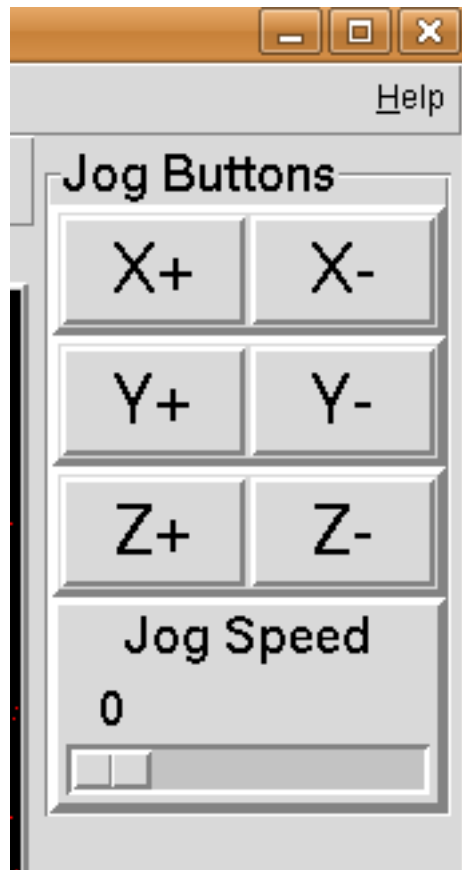 Help
Jog Buttons
X+ X-
Y+ Y-
Z+ Z-
Jog Speed
0